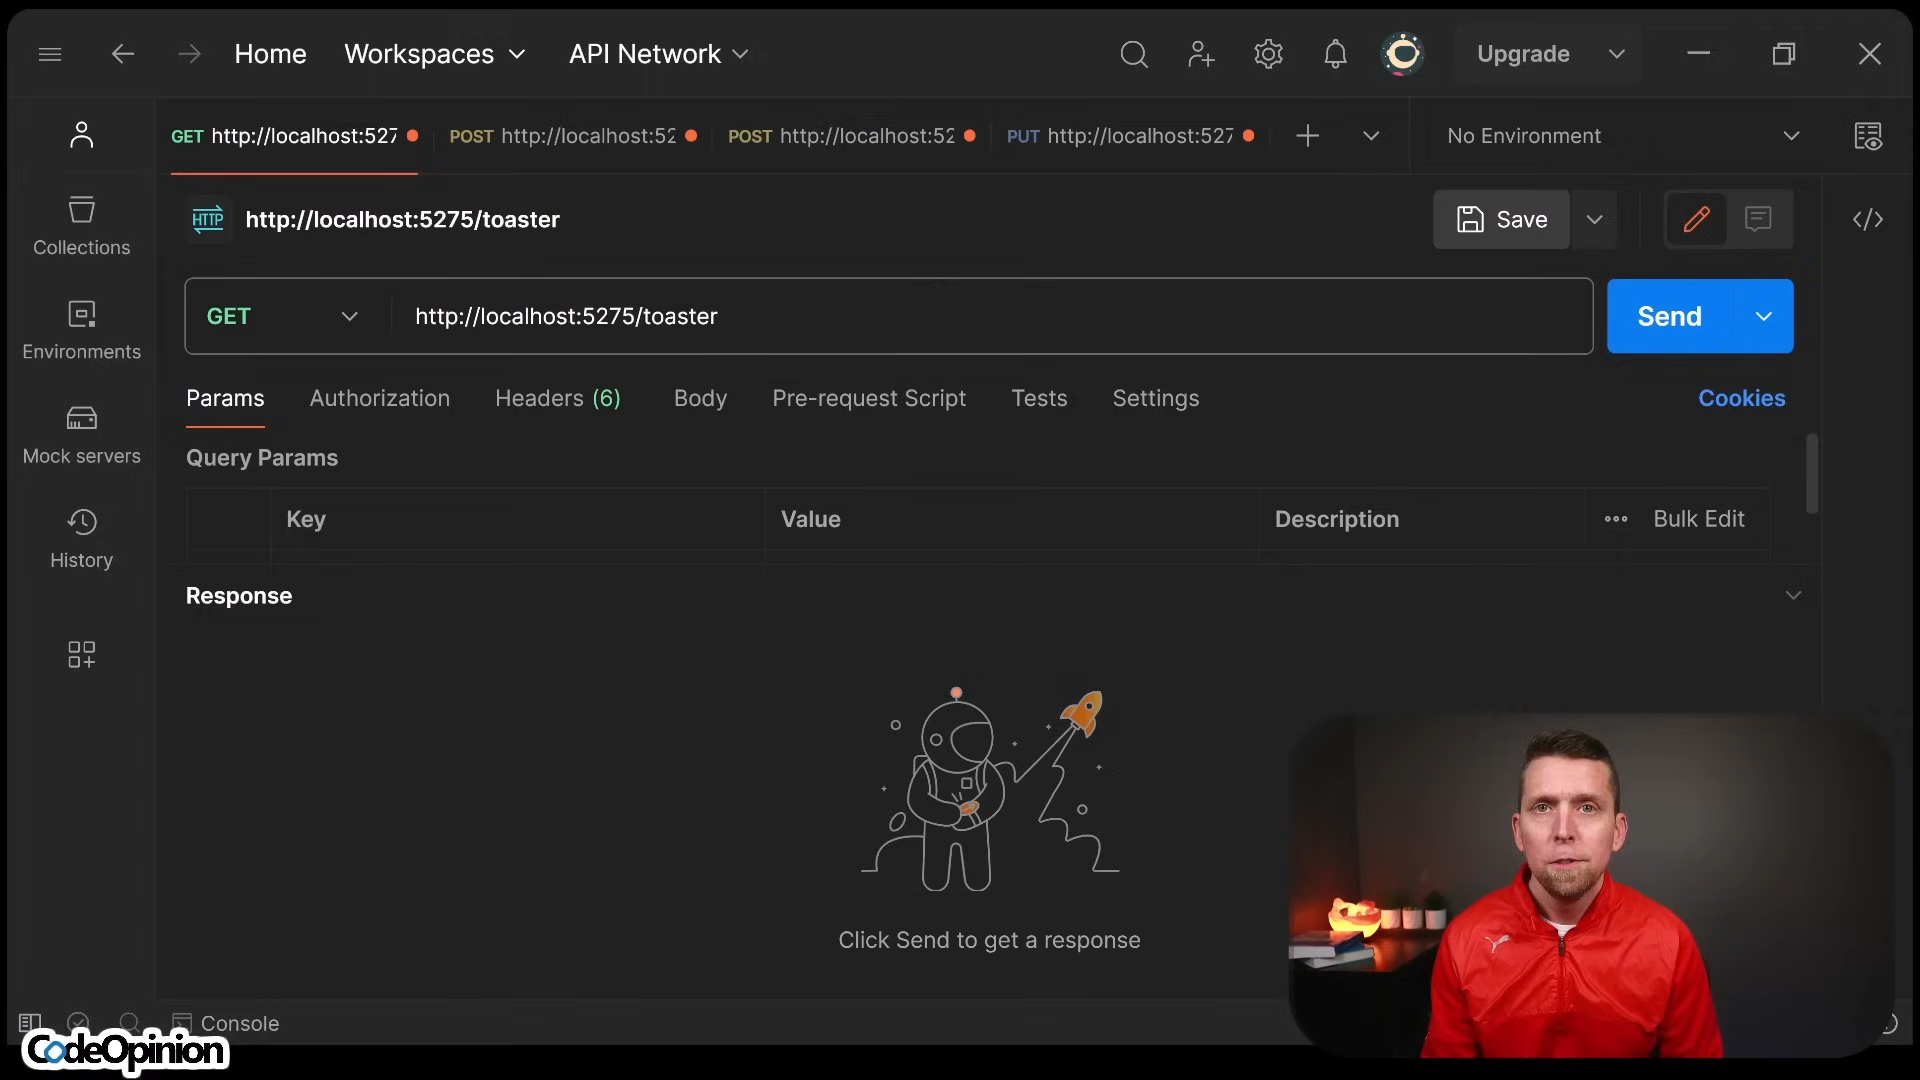 Home Workspaces API Network Upgrade
GET http://localhost:527 POST http://localhost:52 POST http://localhost:52 PUT http://localhost:527 No Environment
HTTP http://localhost:5275/toaster Save
Collections
GET http://localhost:5275/toaster Send
Environments
Params Authorization Headers (6) Body Pre-request Script Tests Settings Cookies
Mock servers
Query Params
Key Value Description Bulk Edit
History
Response
Click Send to get a response
Console
CodeOpinion